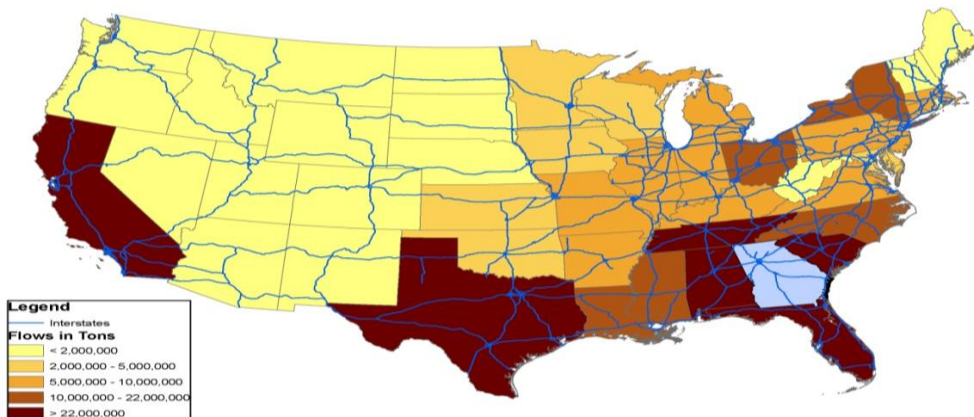 Legend
Interstates
Flows in Tons
< 2,000,000
2,000,000 - 5,000,000
5,000,000 - 10,000,000
10,000,000 - 22,000,000
> 22,000,000